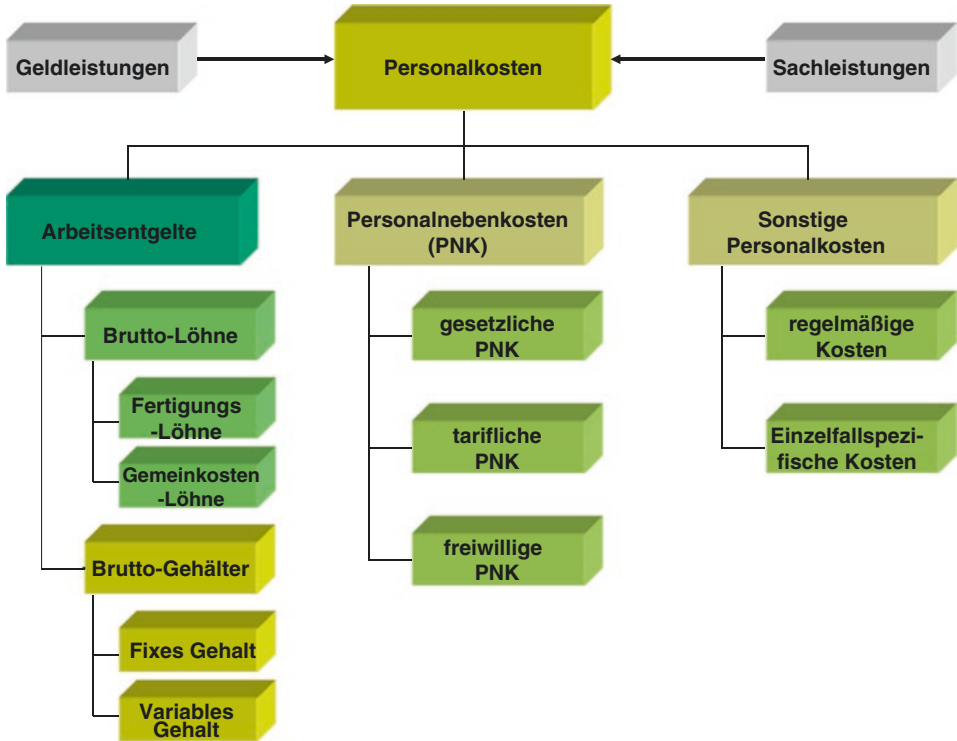 Geldleistungen
Personalkosten
Sachleistungen
Arbeitsentgelte
Personalnebenkosten
(PNK)
Sonstige
Personalkosten
Brutto-Löhne
Fertigungs
-Löhne
Gemeinkosten
-Löhne
Brutto-Gehälter
Fixes Gehalt
Variables
Gehalt
gesetzliche
PNK
tarifliche
PNK
freiwillige
PNK
regelmäßige
Kosten
Einzelfallspezi-
fische Kosten